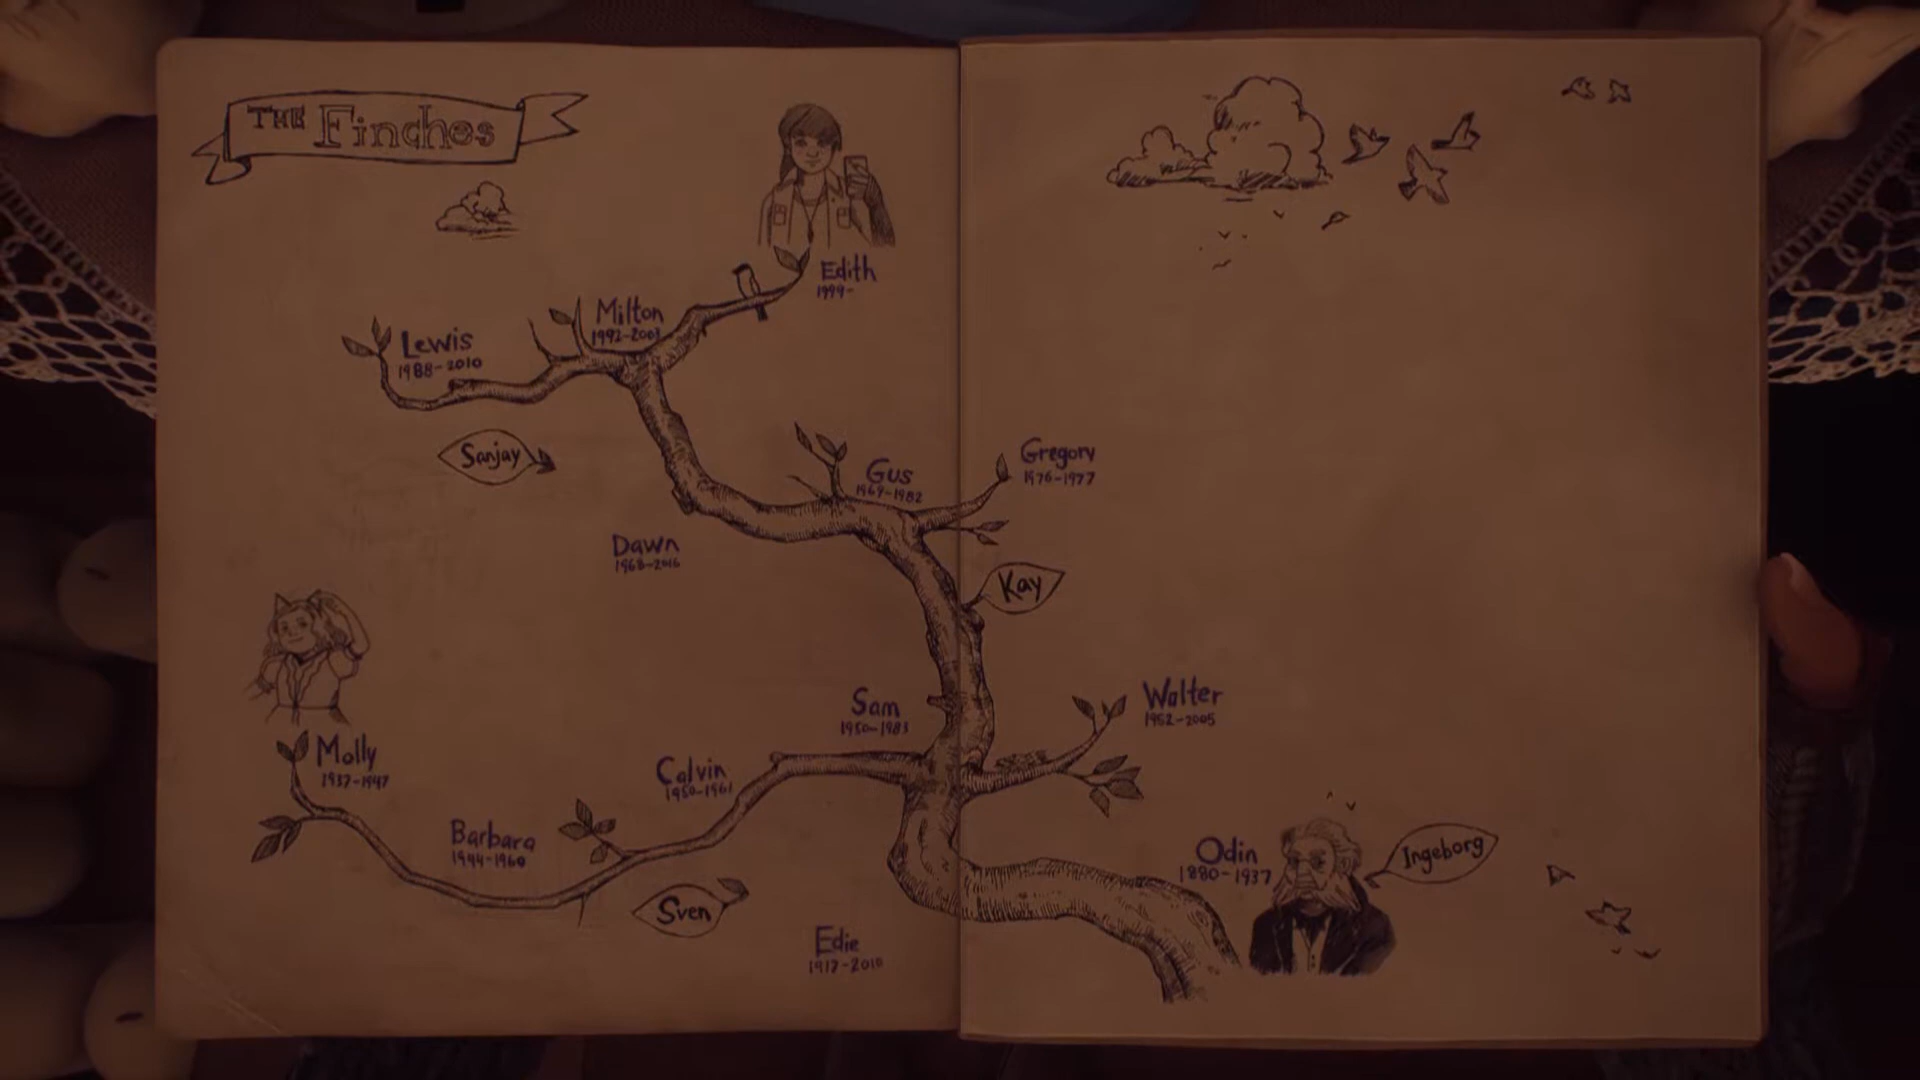 THE Finches
Edith
1999-
Milton
1992-2003
Lewis
1988-2010
Sanjay
Gregory
1976-1977
Gus
1969-1982
Dawn
1968-2016
Kay
Sam
1950-1983
Walter
1952-2005
Molly
1937-1947
Calvin
1950-1961
Barbara
1944-1960
Odin
1880-1937
Ingeborg
Sven
Edie
1917-2010